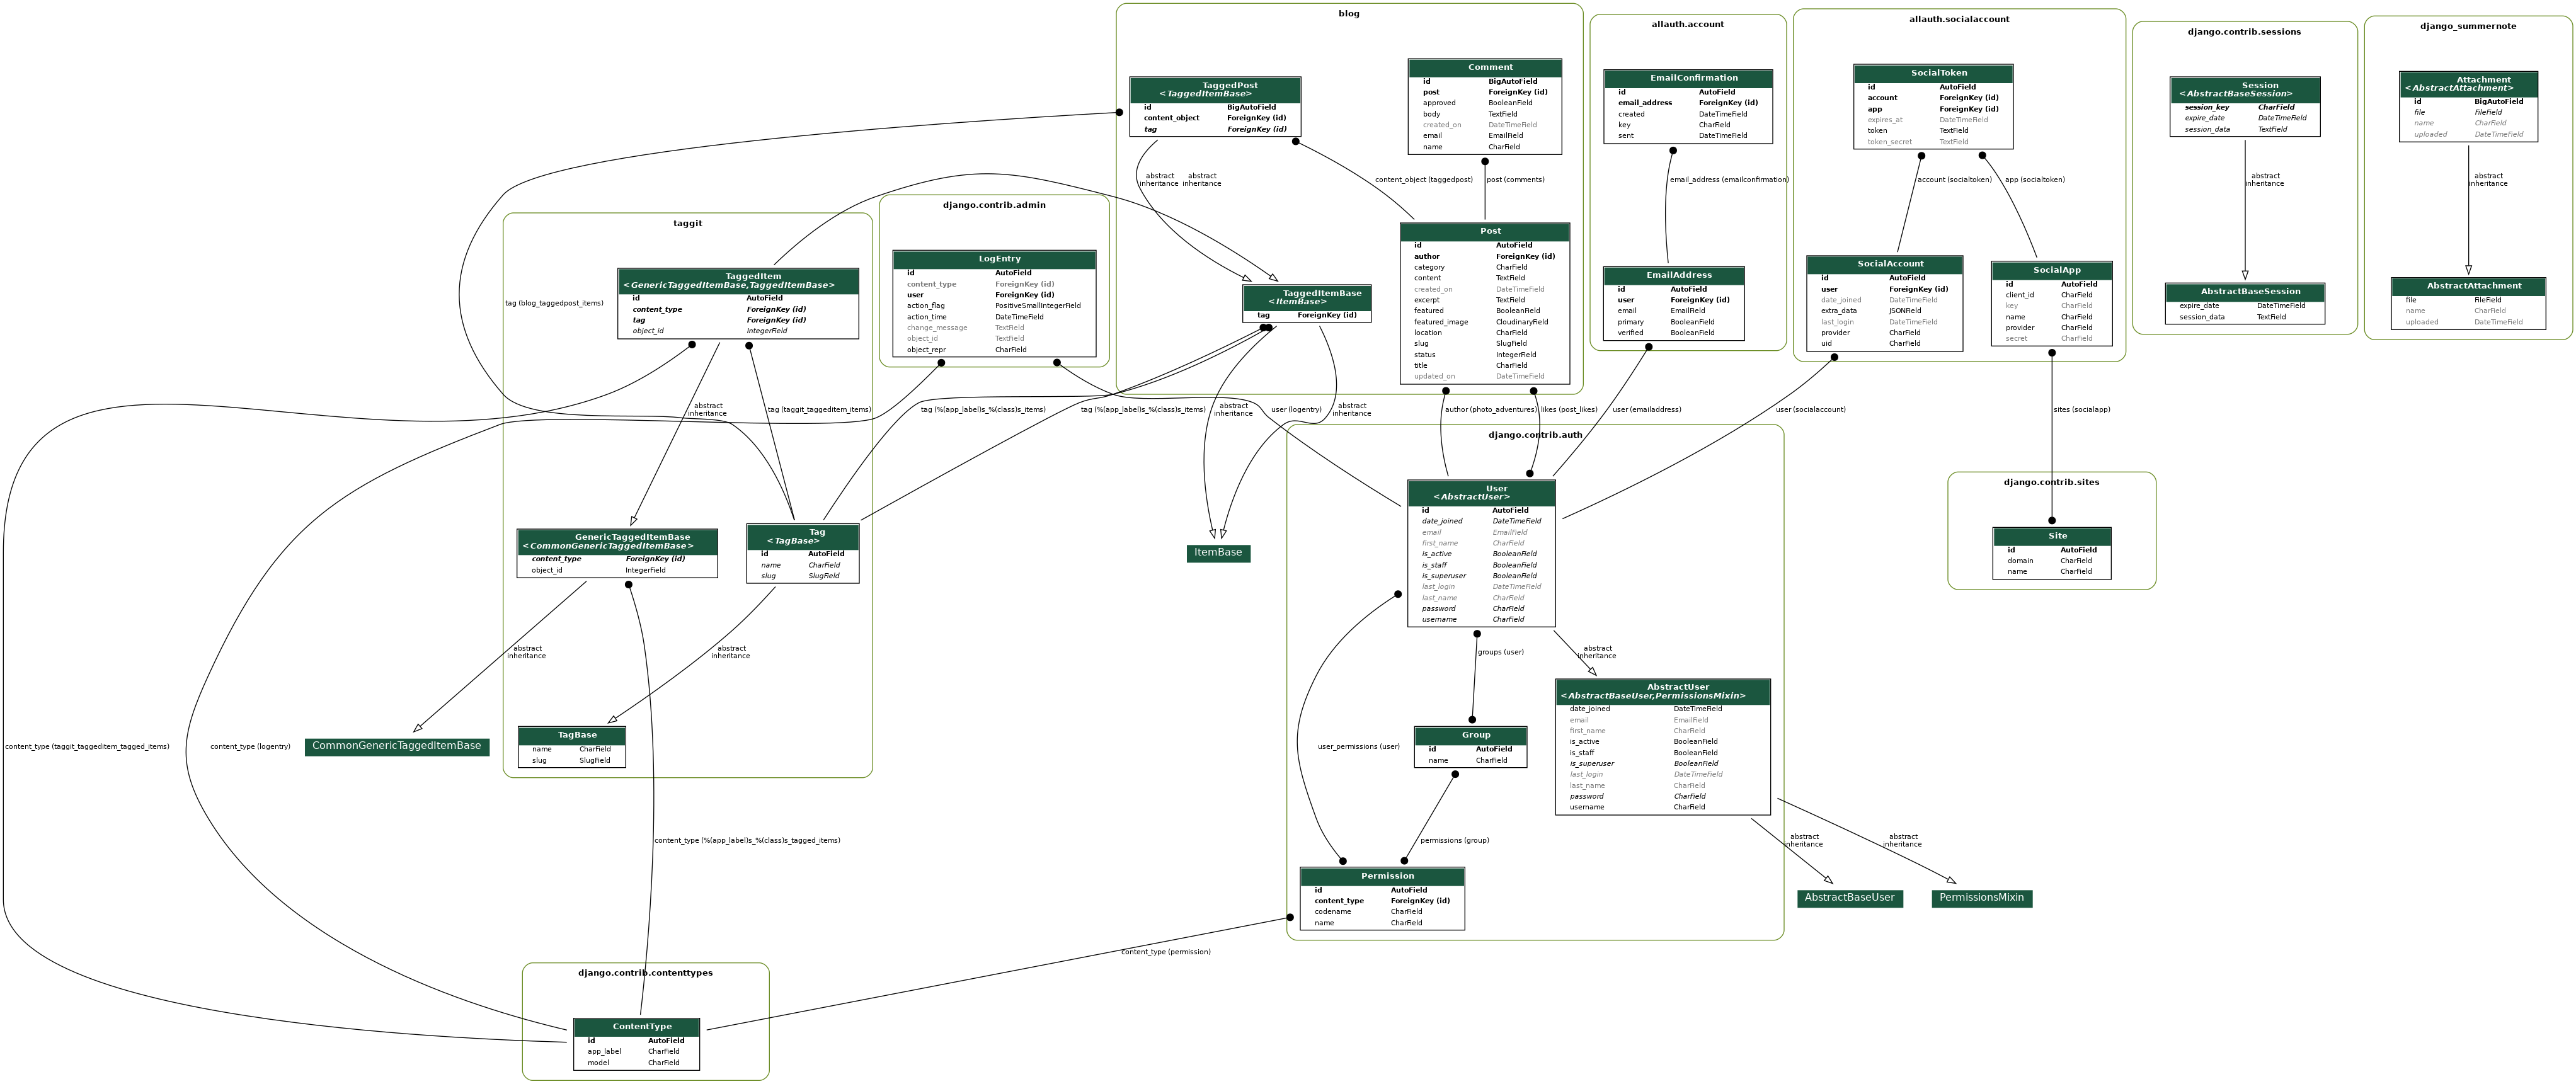 blog
TaggedPost
<TaggedItemBase>
id BigAutoField
content_object ForeignKey (id)
tag ForeignKey (id)
Comment
id BigAutoField
post ForeignKey (id)
approved BooleanField
body TextField
created_on DateTimeField
email EmailField
name CharField
abstract
inheritance
abstract
inheritance
content_object (taggedpost)
post (comments)
TaggedItemBase
<ItemBase>
tag ForeignKey (id)
Post
id AutoField
author ForeignKey (id)
category CharField
content TextField
created_on DateTimeField
excerpt TextField
featured BooleanField
featured_image CloudinaryField
location CharField
slug SlugField
status IntegerField
title CharField
updated_on DateTimeField
allauth.account
EmailConfirmation
id AutoField
email_address ForeignKey (id)
created DateTimeField
key CharField
sent DateTimeField
email_address (emailconfirmation)
EmailAddress
id AutoField
user ForeignKey (id)
email EmailField
primary BooleanField
verified BooleanField
allauth.socialaccount
SocialToken
id AutoField
account ForeignKey (id)
app ForeignKey (id)
expires_at DateTimeField
token TextField
token_secret TextField
account (socialtoken)
app (socialtoken)
SocialAccount
id AutoField
user ForeignKey (id)
date_joined DateTimeField
extra_data JSONField
last_login DateTimeField
provider CharField
uid CharField
SocialApp
id AutoField
client_id CharField
key CharField
name CharField
provider CharField
secret CharField
django.contrib.sessions
Session
<AbstractBaseSession>
session_key CharField
expire_date DateTimeField
session_data TextField
abstract
inheritance
AbstractBaseSession
expire_date DateTimeField
session_data TextField
django_summernote
Attachment
<AbstractAttachment>
id BigAutoField
file FileField
name CharField
uploaded DateTimeField
abstract
inheritance
AbstractAttachment
file FileField
name CharField
uploaded DateTimeField
django.contrib.admin
LogEntry
id AutoField
content_type ForeignKey (id)
user ForeignKey (id)
action_flag PositiveSmallIntegerField
action_time DateTimeField
change_message TextField
object_id TextField
object_repr CharField
taggit
TaggedItem
<GenericTaggedItemBase,TaggedItemBase>
id AutoField
content_type ForeignKey (id)
tag ForeignKey (id)
object_id IntegerField
tag (blog_taggedpost_items)
abstract
inheritance
tag (taggit_taggeditem_items)
tag (%(app_label)s_%(class)s_items)
tag (%(app_label)s_%(class)s_items)
abstract
inheritance
user (logentry)
abstract
inheritance
author (photo_adventures)
likes (post_likes)
user (emailaddress)
user (socialaccount)
sites (socialapp)
GenericTaggedItemBase
<CommonGenericTaggedItemBase>
content_type ForeignKey (id)
object_id IntegerField
Tag
<TagBase>
id AutoField
name CharField
slug SlugField
abstract
inheritance
abstract
inheritance
TagBase
name CharField
slug SlugField
ItemBase
CommonGenericTaggedItemBase
content_type (taggit_taggeditem_tagged_items)
content_type (logentry)
content_type (%(app_label)s_%(class)s_tagged_items)
django.contrib.auth
User
<AbstractUser>
id AutoField
date_joined DateTimeField
email EmailField
first_name CharField
is_active BooleanField
is_staff BooleanField
is_superuser BooleanField
last_login DateTimeField
last_name CharField
password CharField
username CharField
groups (user)
abstract
inheritance
AbstractUser
<AbstractBaseUser,PermissionsMixin>
date_joined DateTimeField
email EmailField
first_name CharField
is_active BooleanField
is_staff BooleanField
is_superuser BooleanField
last_login DateTimeField
last_name CharField
password CharField
username CharField
Group
id AutoField
name CharField
user_permissions (user)
permissions (group)
Permission
id AutoField
content_type ForeignKey (id)
codename CharField
name CharField
django.contrib.sites
Site
id AutoField
domain CharField
name CharField
abstract
inheritance
abstract
inheritance
AbstractBaseUser
PermissionsMixin
content_type (permission)
django.contrib.contenttypes
ContentType
id AutoField
app_label CharField
model CharField